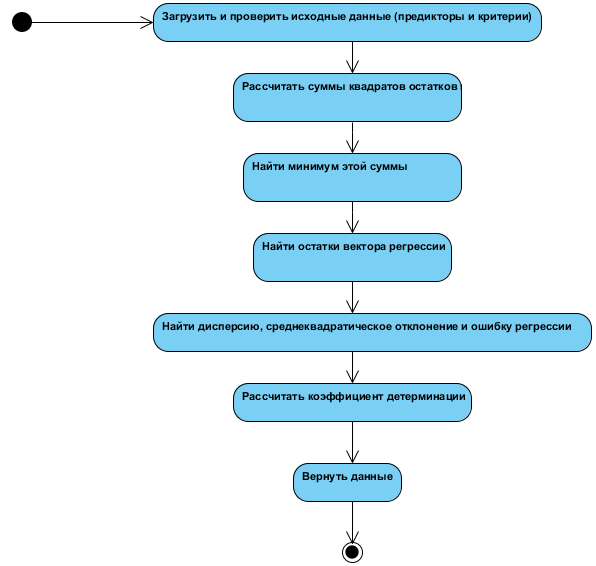 Загрузить и проверить исходные данные (предикторы и критерии)
Рассчитать суммы квадратов остатков
Найти минимум этой суммы
Найти остатки вектора регрессии
Найти дисперсию, среднеквадратическое отклонение и ошибку регрессии
Рассчитать коэффициент детерминации
Вернуть данные